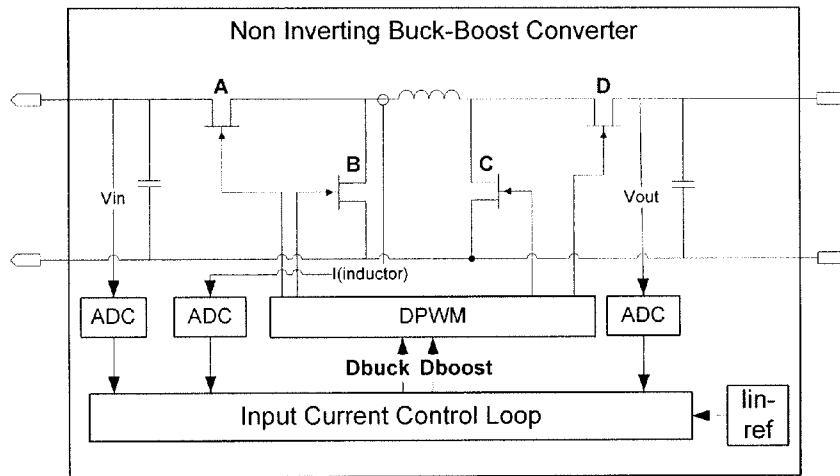 Non Inverting Buck-Boost Converter
A
D
B
C
Vin
Vout
I(inductor)
ADC
ADC
DPWM
ADC
Dbuck Dboost
Input Current Control Loop
Iin-
ref